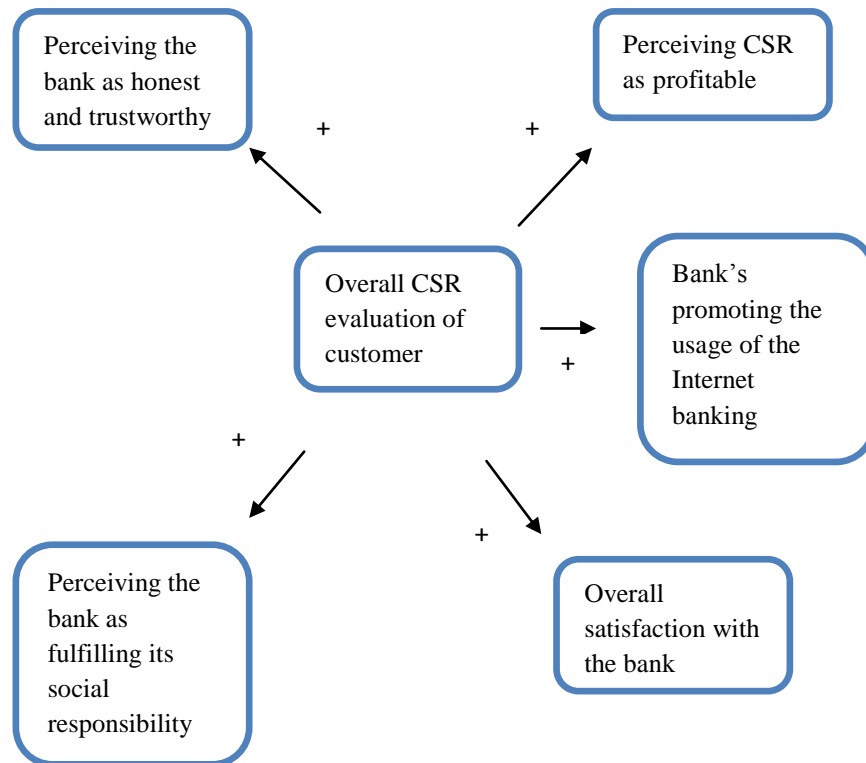 Perceiving the
bank as honest
and trustworthy
Perceiving CSR
as profitable
+
+
Overall CSR
evaluation of
customer
Bank’s
promoting the
usage of the
Internet
banking
+
+
+
Perceiving the
bank as
fulfilling its
social
responsibility
Overall
satisfaction with
the bank